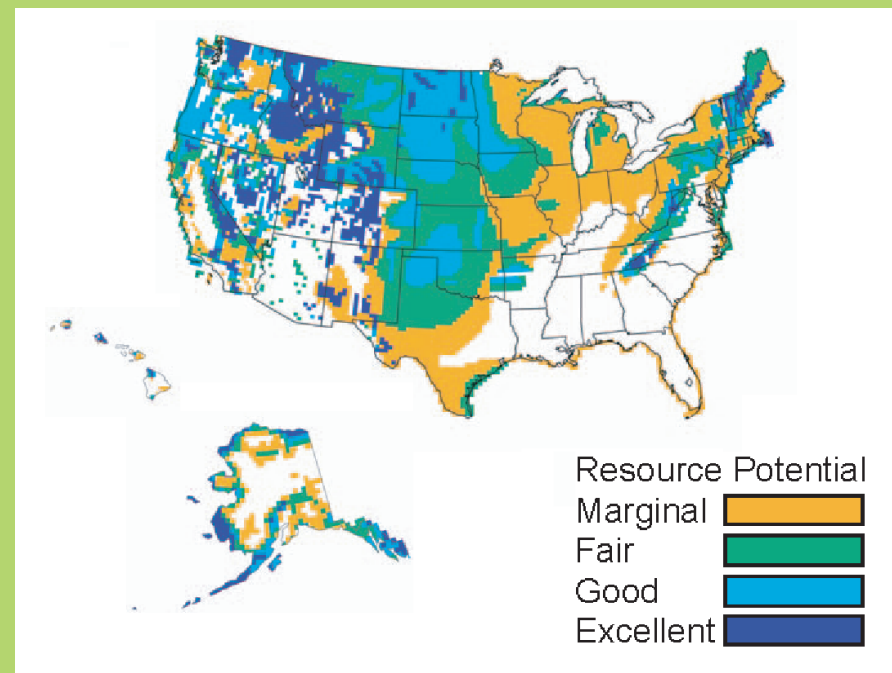 Resource Potential
Marginal
Fair
Good
Excellent